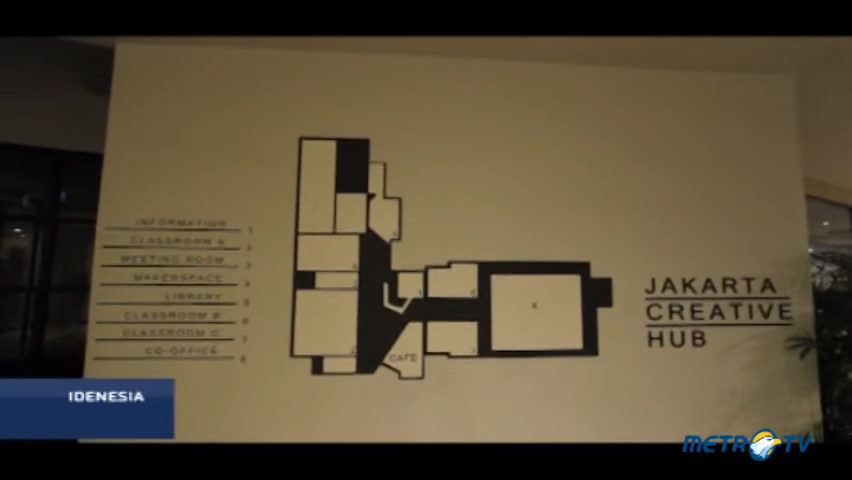 INFORMATION 1
CLASSROOM A 2
MEETING ROOM 3
MAKERSPACE 4
LIBRARY 5
CLASSROOM B 6
CLASSROOM C 7
CO-OFFICE 8
CAFE
JAKARTA
CREATIVE
HUB
IDENESIA
METRO TV